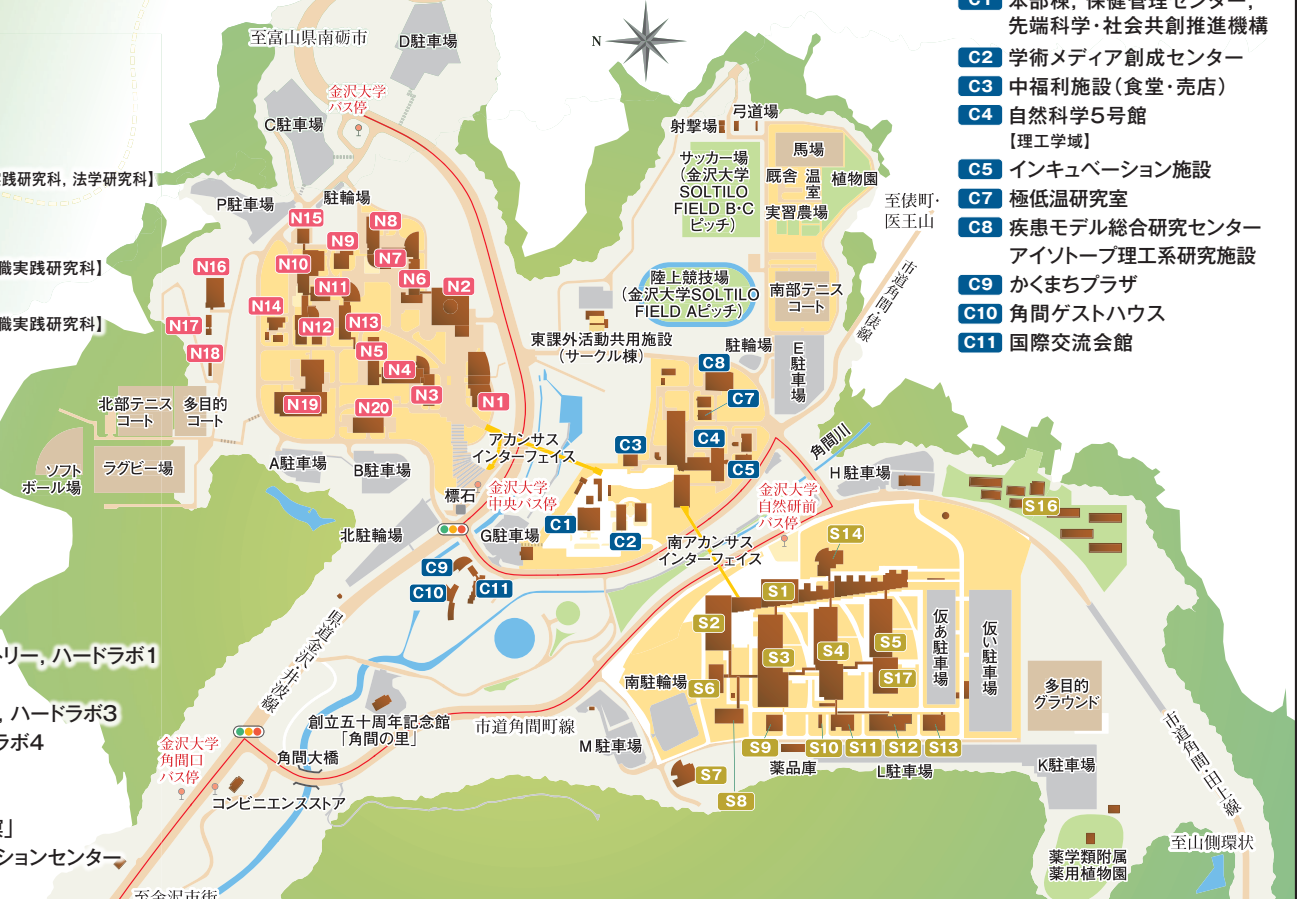 C1 本部棟, 保健管理センター,
先端科学・社会共創推進機構
C2 学術メディア創成センター
C3 中福利施設（食堂・売店）
C4 自然科学5号館
【理工学域】
C5 インキュベーション施設
C7 極低温研究室
C8 疾患モデル総合研究センター
アイソトープ理工系研究施設
C9 かくまちプラザ
C10 角間ゲストハウス
C11 国際交流会館
至富山県南砺市
D駐車場
N
金沢大学
バス停
C駐車場
弓道場
射撃場
馬場
サッカー場
（金沢大学
SOLTILO
FIELD B・C
ピッチ）
厩舎
温室
植物園
実習農場
至俵町・
医王山
践研究科, 法学研究科】
P駐車場
駐輪場
N15
N8
N9
N7
N10
N6
N16
N11
N2
職実践研究科】
N14
N12
N13
N17
職実践研究科】
N18
N5
N4
N3
N1
N19
N20
陸上競技場
（金沢大学SOLTILO
FIELD Aピッチ）
南部テニス
コート
市道角間・俵線
東課外活動共用施設
（サークル棟）
駐輪場
E駐車場
C8
C7
北部テニス
コート
多目的
コート
アカンサス
インターフェイス
C3
C4
C5
角間川
ソフト
ボール場
ラグビー場
A駐車場
B駐車場
標石
金沢大学
中央バス停
金沢大学
自然研前
バス停
H駐車場
S16
北駐輪場
G駐車場
C1
C2
南アカンサス
インターフェイス
S14
C9
C10
C11
県道金沢・井波線
S1
S2
S3
S4
S5
S17
S6
仮あ駐車場
仮い駐車場
トリー, ハードラボ1
, ハードラボ3
ラボ4
南駐輪場
多目的
グラウンド
創立五十周年記念館
「角間の里」
市道角間町線
M駐車場
S9
S10
S11
S12
S13
薬品庫
L駐車場
K駐車場
市道角間・田上線
金沢大学
角間口
バス停
角間大橋
コンビニエンスストア
S7
S8
」
ションセンター
至金沢市街
薬学類附属
薬用植物園
至山側環状